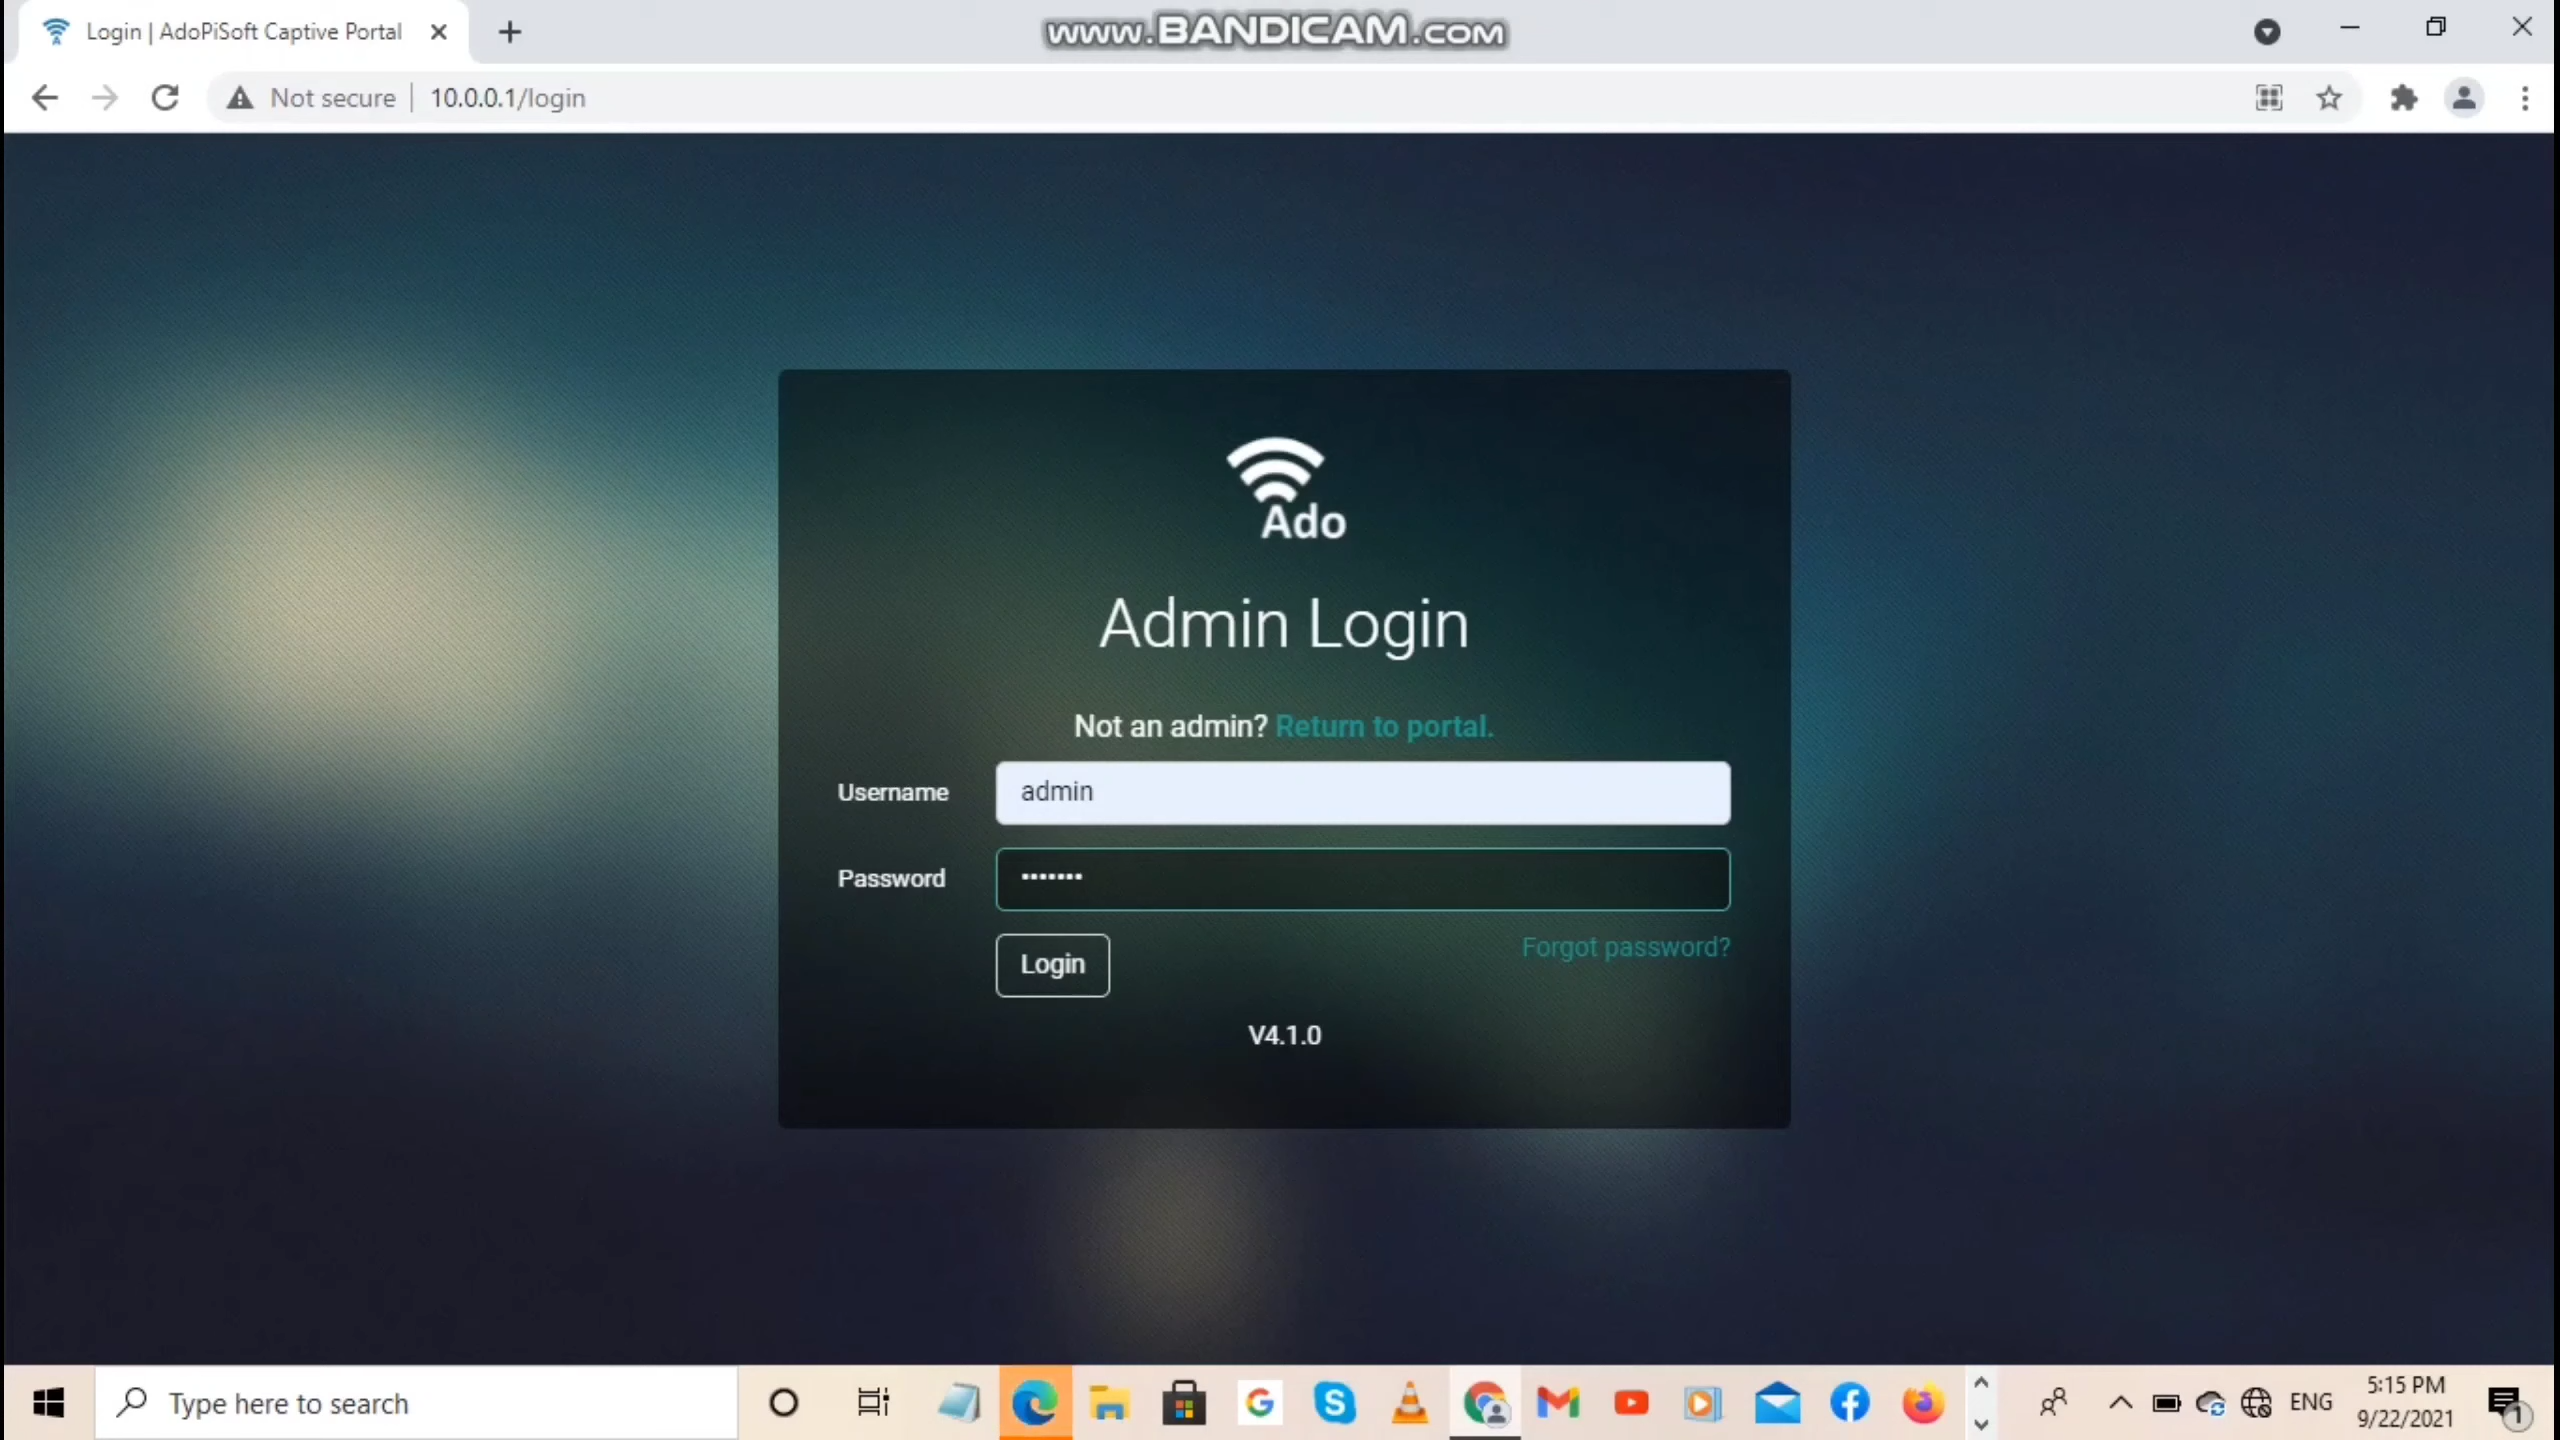 Login | AdoPiSoft Captive Portal
www.BANDICAM.com
Not secure
10.0.0.1/login
Ado
Admin Login
Not an admin? Return to portal.
Username
admin
Password
•••••••
Login
Forgot password?
V4.1.0
Type here to search
ENG
5:15 PM
9/22/2021
1